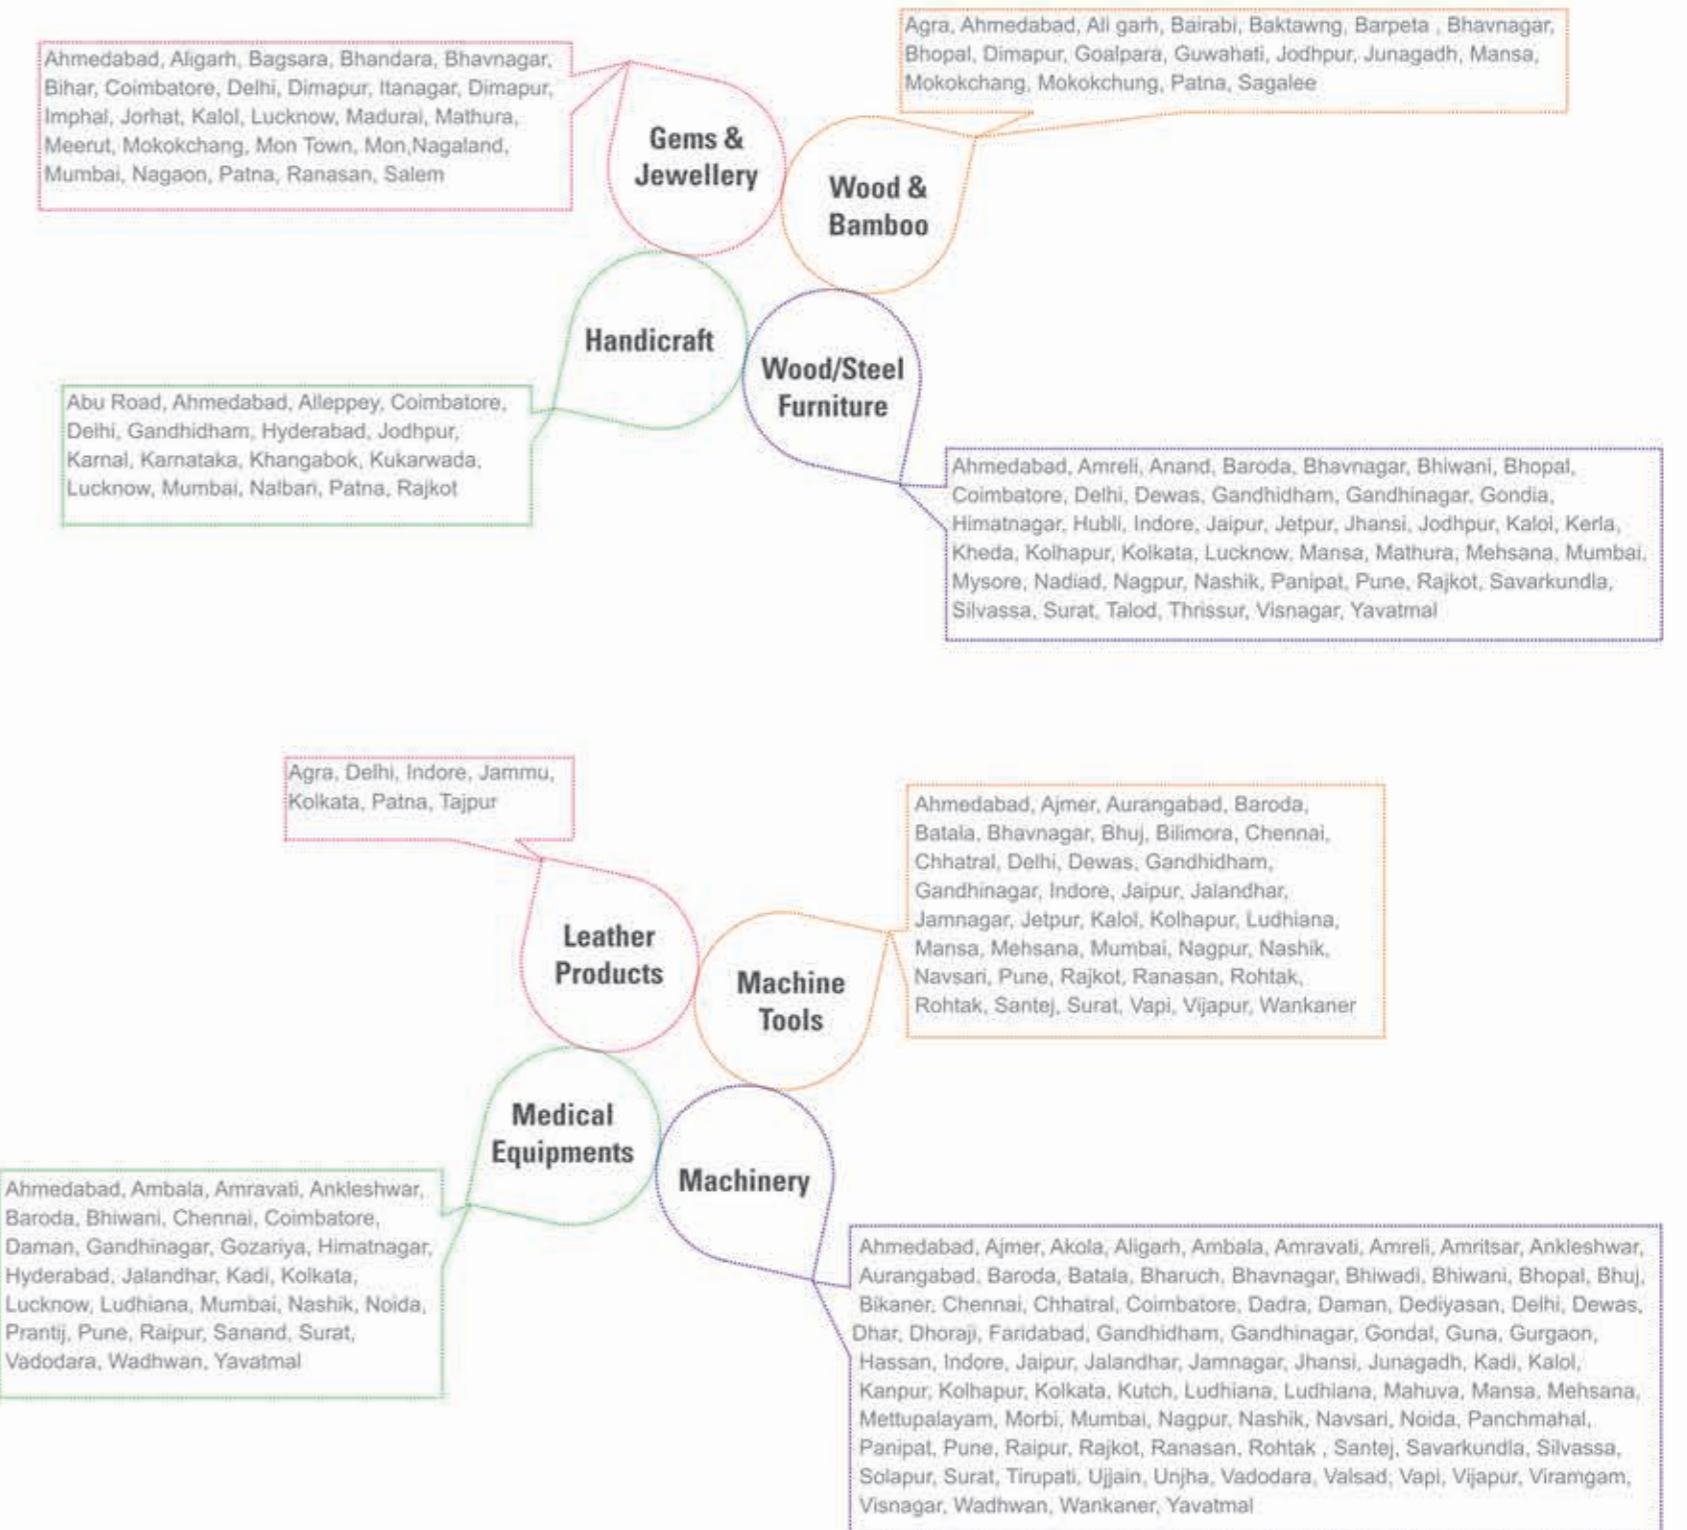 Ahmedabad, Aligarh, Bagsara, Bhandara, Bhavnagar,
Bihar, Coimbatore, Delhi, Dimapur, Itanagar, Dimapur,
Imphal, Jorhat, Kalol, Lucknow, Madurai, Mathura,
Meerut, Mokokchang, Mon Town, Mon,Nagaland,
Mumbai, Nagaon, Patna, Ranasan, Salem
Gems &
Jewellery
Agra, Ahmedabad, Ali garh, Bairabi, Baktawng, Barpeta , Bhavnagar,
Bhopal, Dimapur, Goalpara, Guwahati, Jodhpur, Junagadh, Mansa,
Mokokchang, Mokokchung, Patna, Sagalee
Wood &
Bamboo
Handicraft
Abu Road, Ahmedabad, Alleppey, Coimbatore,
Delhi, Gandhidham, Hyderabad, Jodhpur,
Karnal, Karnataka, Khangabok, Kukarwada,
Lucknow, Mumbai, Nalbari, Patna, Rajkot
Wood/Steel
Furniture
Ahmedabad, Amreli, Anand, Baroda, Bhavnagar, Bhiwani, Bhopal,
Coimbatore, Delhi, Dewas, Gandhidham, Gandhinagar, Gondia,
Himatnagar, Hubli, Indore, Jaipur, Jetpur, Jhansi, Jodhpur, Kalol, Kerla,
Kheda, Kolhapur, Kolkata, Lucknow, Mansa, Mathura, Mehsana, Mumbai,
Mysore, Nadiad, Nagpur, Nashik, Panipat, Pune, Rajkot, Savarkundla,
Silvassa, Surat, Talod, Thrissur, Visnagar, Yavatmal
Agra, Delhi, Indore, Jammu,
Kolkata, Patna, Tajpur
Leather
Products
Ahmedabad, Ajmer, Aurangabad, Baroda,
Batala, Bhavnagar, Bhuj, Bilimora, Chennai,
Chhatral, Delhi, Dewas, Gandhidham,
Gandhinagar, Indore, Jaipur, Jalandhar,
Jamnagar, Jetpur, Kalol, Kolhapur, Ludhiana,
Mansa, Mehsana, Mumbai, Nagpur, Nashik,
Navsari, Pune, Rajkot, Ranasan, Rohtak,
Rohtak, Santej, Surat, Vapi, Vijapur, Wankaner
Machine
Tools
Medical
Equipments
Ahmedabad, Ambala, Amravati, Ankleshwar,
Baroda, Bhiwani, Chennai, Coimbatore,
Daman, Gandhinagar, Gozariya, Himatnagar,
Hyderabad, Jalandhar, Kadi, Kolkata,
Lucknow, Ludhiana, Mumbai, Nashik, Noida,
Prantij, Pune, Raipur, Sanand, Surat,
Vadodara, Wadhwan, Yavatmal
Machinery
Ahmedabad, Ajmer, Akola, Aligarh, Ambala, Amravati, Amreli, Amritsar, Ankleshwar,
Aurangabad, Baroda, Batala, Bharuch, Bhavnagar, Bhiwadi, Bhiwani, Bhopal, Bhuj,
Bikaner, Chennai, Chhatral, Coimbatore, Dadra, Daman, Dediyasan, Delhi, Dewas,
Dhar, Dhoraji, Faridabad, Gandhidham, Gandhinagar, Gondal, Guna, Gurgaon,
Hassan, Indore, Jaipur, Jalandhar, Jamnagar, Jhansi, Junagadh, Kadi, Kalol,
Kanpur, Kolhapur, Kolkata, Kutch, Ludhiana, Ludhiana, Mahuva, Mansa, Mehsana,
Mettupalayam, Morbi, Mumbai, Nagpur, Nashik, Navsari, Noida, Panchmahal,
Panipat, Pune, Raipur, Rajkot, Ranasan, Rohtak , Santej, Savarkundla, Silvassa,
Solapur, Surat, Tirupati, Ujjain, Unjha, Vadodara, Valsad, Vapi, Vijapur, Viramgam,
Visnagar, Wadhwan, Wankaner, Yavatmal